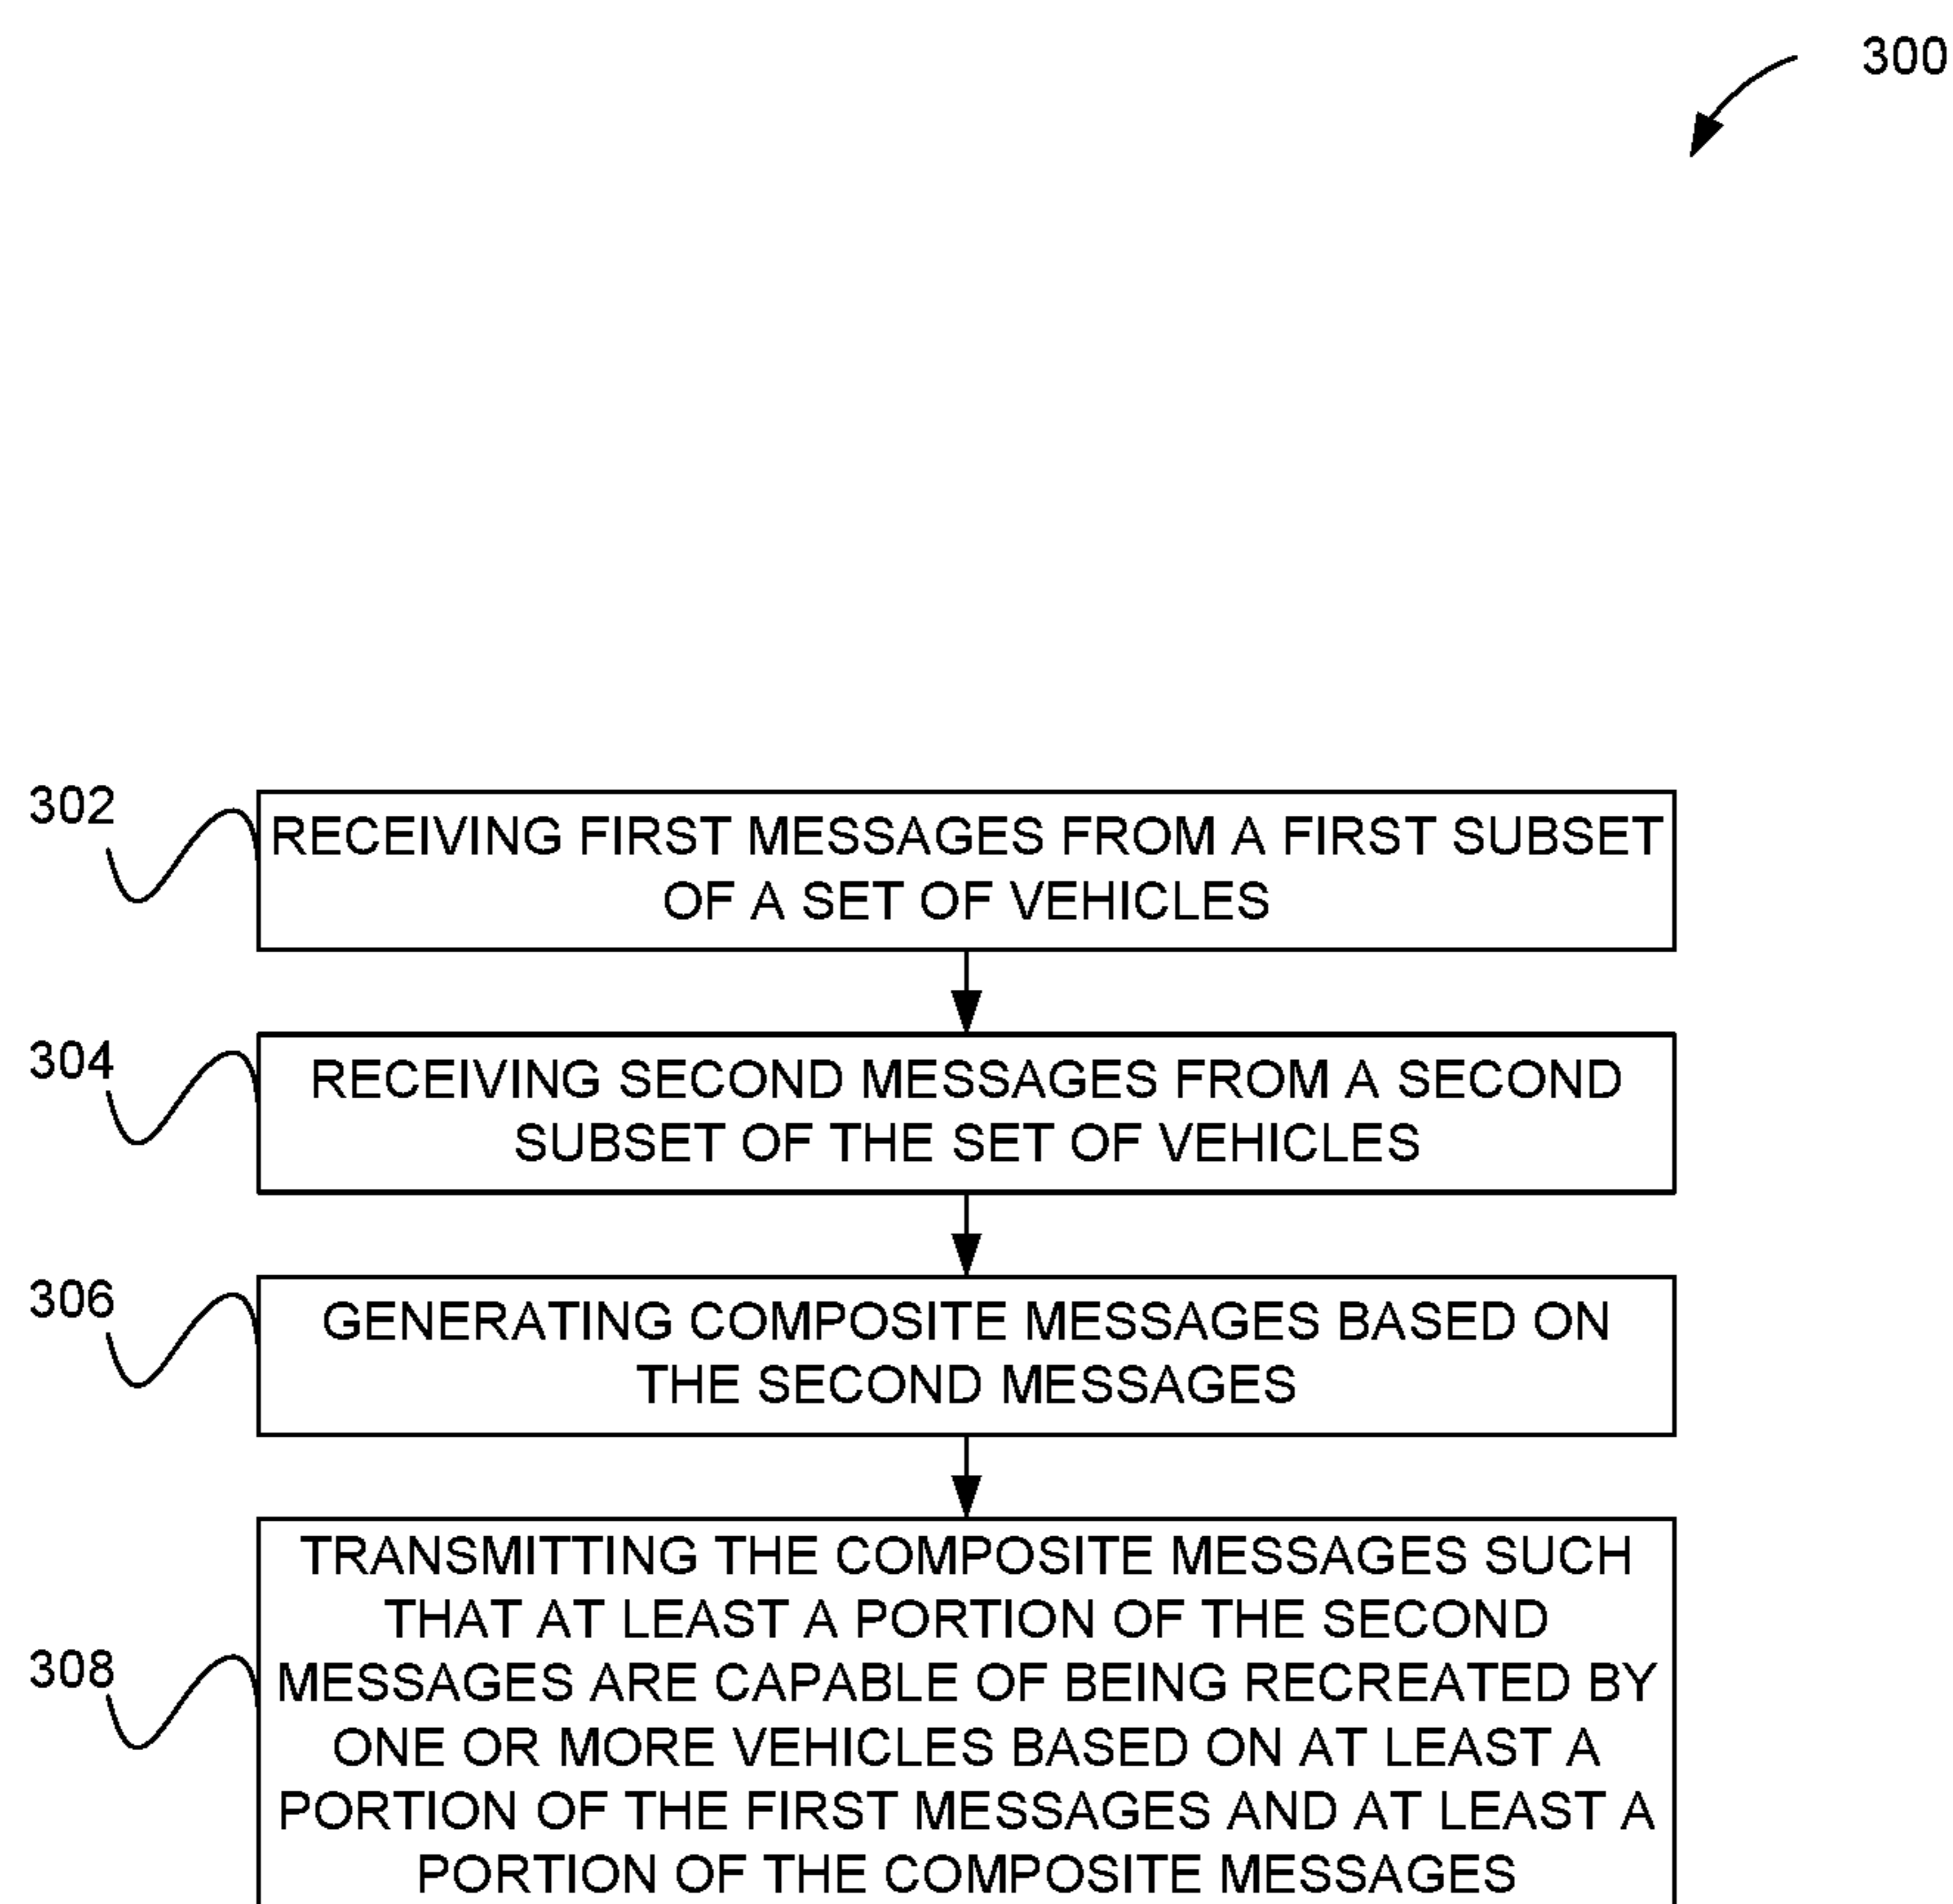 300
302
RECEIVING FIRST MESSAGES FROM A FIRST SUBSET
OF A SET OF VEHICLES
304
RECEIVING SECOND MESSAGES FROM A SECOND
SUBSET OF THE SET OF VEHICLES
306
GENERATING COMPOSITE MESSAGES BASED ON
THE SECOND MESSAGES
308
TRANSMITTING THE COMPOSITE MESSAGES SUCH
THAT AT LEAST A PORTION OF THE SECOND
MESSAGES ARE CAPABLE OF BEING RECREATED BY
ONE OR MORE VEHICLES BASED ON AT LEAST A
PORTION OF THE FIRST MESSAGES AND AT LEAST A
PORTION OF THE COMPOSITE MESSAGES